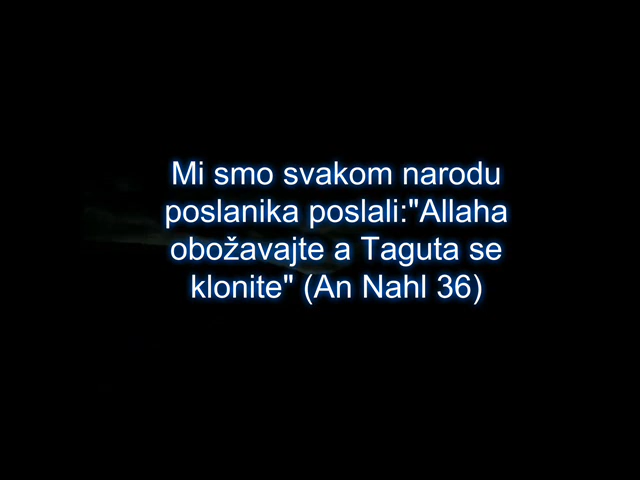 Mi smo svakom narodu
poslanika poslali:"Allaha
obožavajte a Taguta se
klonite" (An Nahl 36)